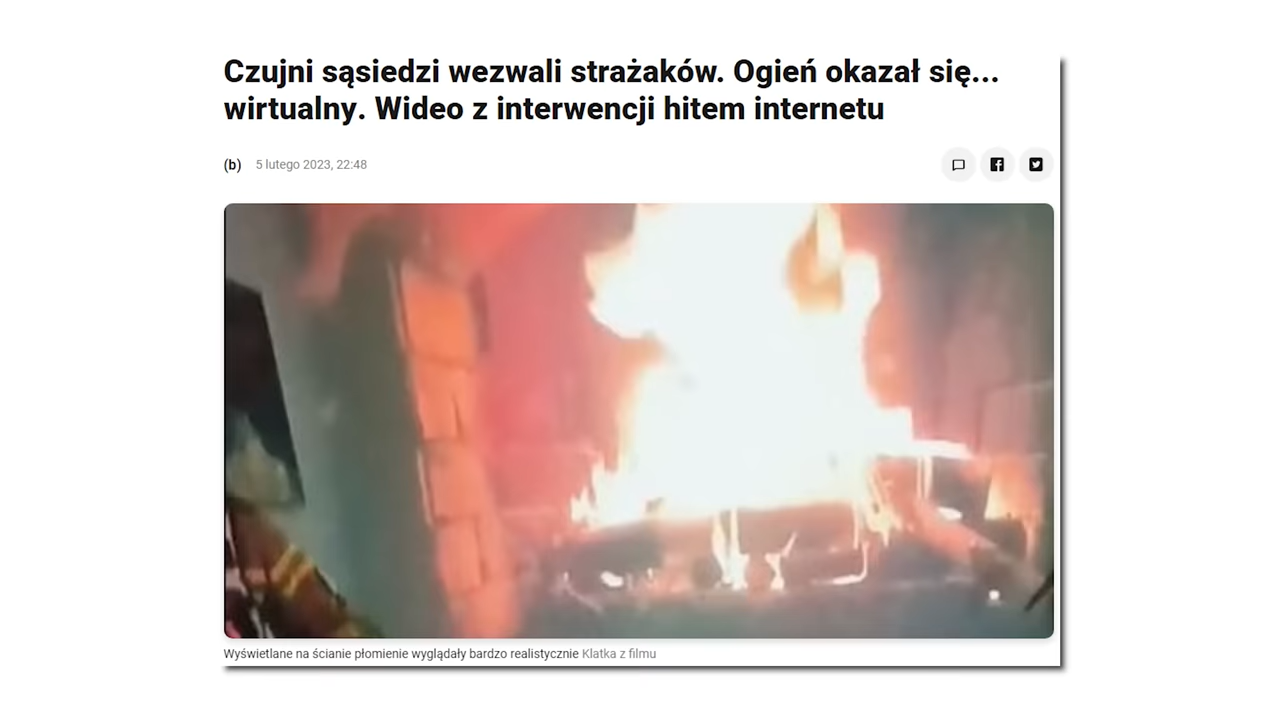 Czujni sąsiedzi wezwali strażaków. Ogień okazał się...
wirtualny. Wideo z interwencji hitem internetu
(b) 5 lutego 2023, 22:48
Wyświetlane na ścianie płomienie wyglądały bardzo realistycznie Klatka z filmu